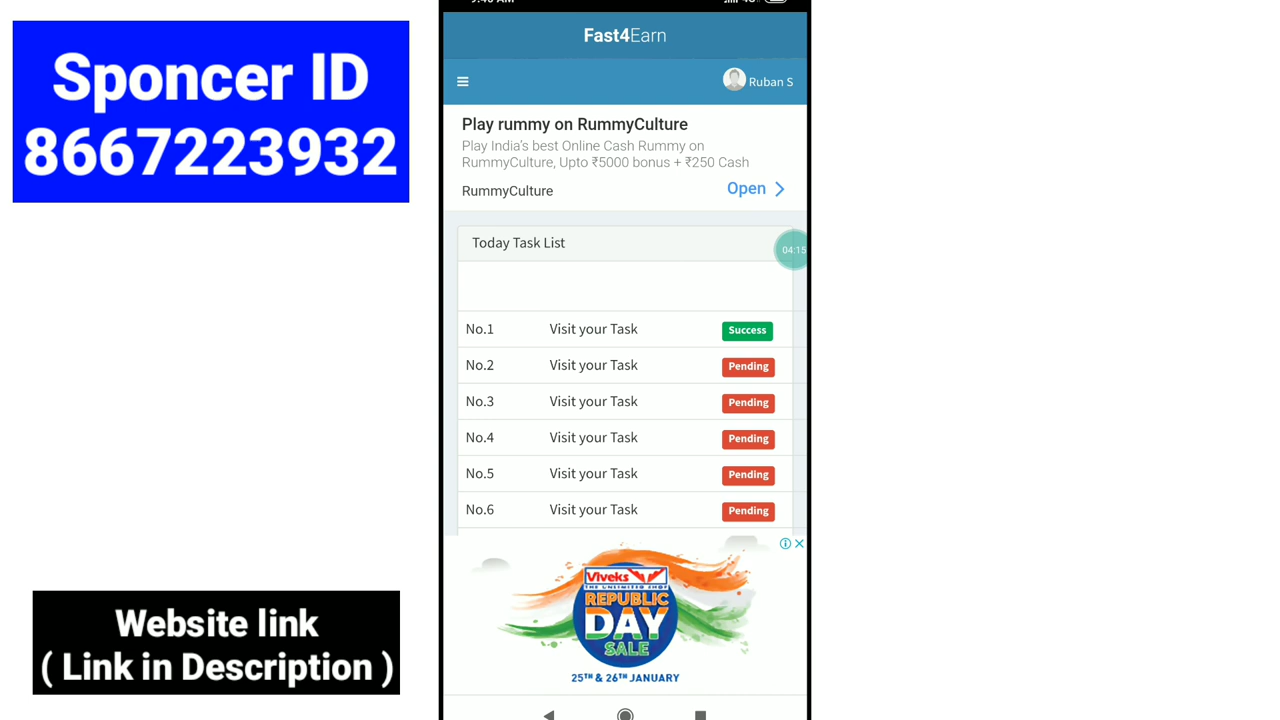 Sponcer ID
8667223932
Website link
( Link in Description )
Fast4Earn
Ruban S
Play rummy on RummyCulture
Play India's best Online Cash Rummy on
RummyCulture, Upto ₹5000 bonus + ₹250 Cash
RummyCulture
Open
Today Task List
04:15
No.1 Visit your Task Success
No.2 Visit your Task Pending
No.3 Visit your Task Pending
No.4 Visit your Task Pending
No.5 Visit your Task Pending
No.6 Visit your Task Pending
Viveks
THE UNLIMITED SHOP
REPUBLIC
DAY
SALE
25TH & 26TH JANUARY